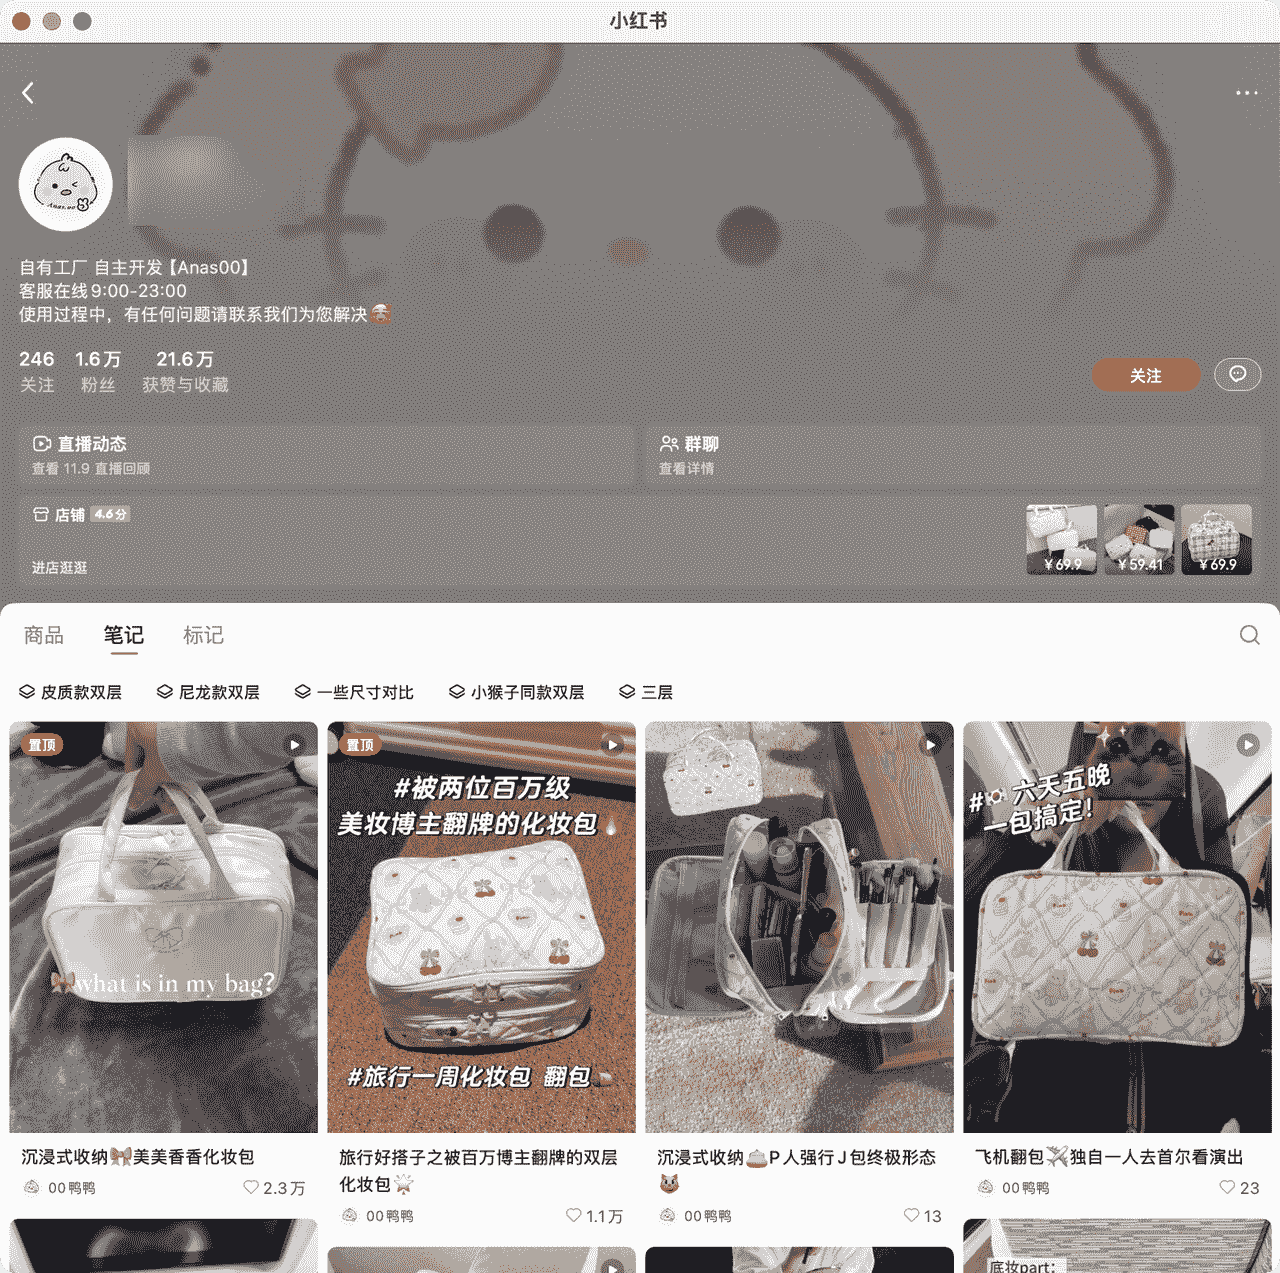 小红书
自有工厂 自主开发【Anas00】
客服在线9:00-23:00
使用过程中，有任何问题请联系我们为您解决
246 1.6万 21.6万
关注 粉丝 获赞与收藏
关注
直播动态
查看 11.9 直播回顾
群聊
查看详情
店铺 4.6分
进店逛逛
¥69.9 ¥59.41 ¥69.9
商品 笔记 标记
皮质款双层 尼龙款双层 一些尺寸对比 小猴子同款双层 三层
置顶
what is in my bag?
沉浸式收纳🎀美美香香化妆包
00鸭鸭 2.3万
置顶
#被两位百万级
美妆博主翻牌的化妆包
#旅行一周化妆包 翻包
旅行好搭子之被百万博主翻牌的双层
化妆包
00鸭鸭 1.1万
沉浸式收纳P人强行J包终极形态
00鸭鸭 13
#六天五晚
一包搞定!
飞机翻包✈️独自一人去首尔看演出
00鸭鸭 23
底妆part：